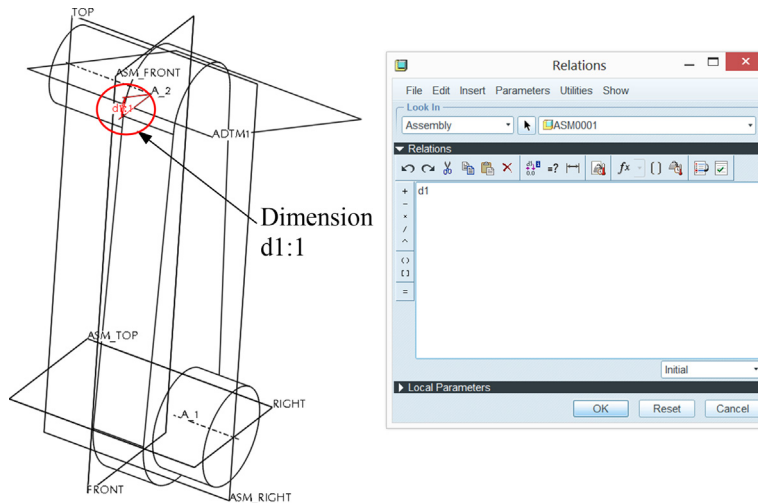 TOP
ASM_FRONT
A_2
d1:1
ADTM1
Dimension
d1:1
ASM_TOP
A_1
RIGHT
FRONT
ASM_RIGHT
Relations
File Edit Insert Parameters Utilities Show
Look In
Assembly
ASM0001
Relations
=?
fx
+
-
×
/
^
()
[]
=
d1
Initial
Local Parameters
OK Reset Cancel